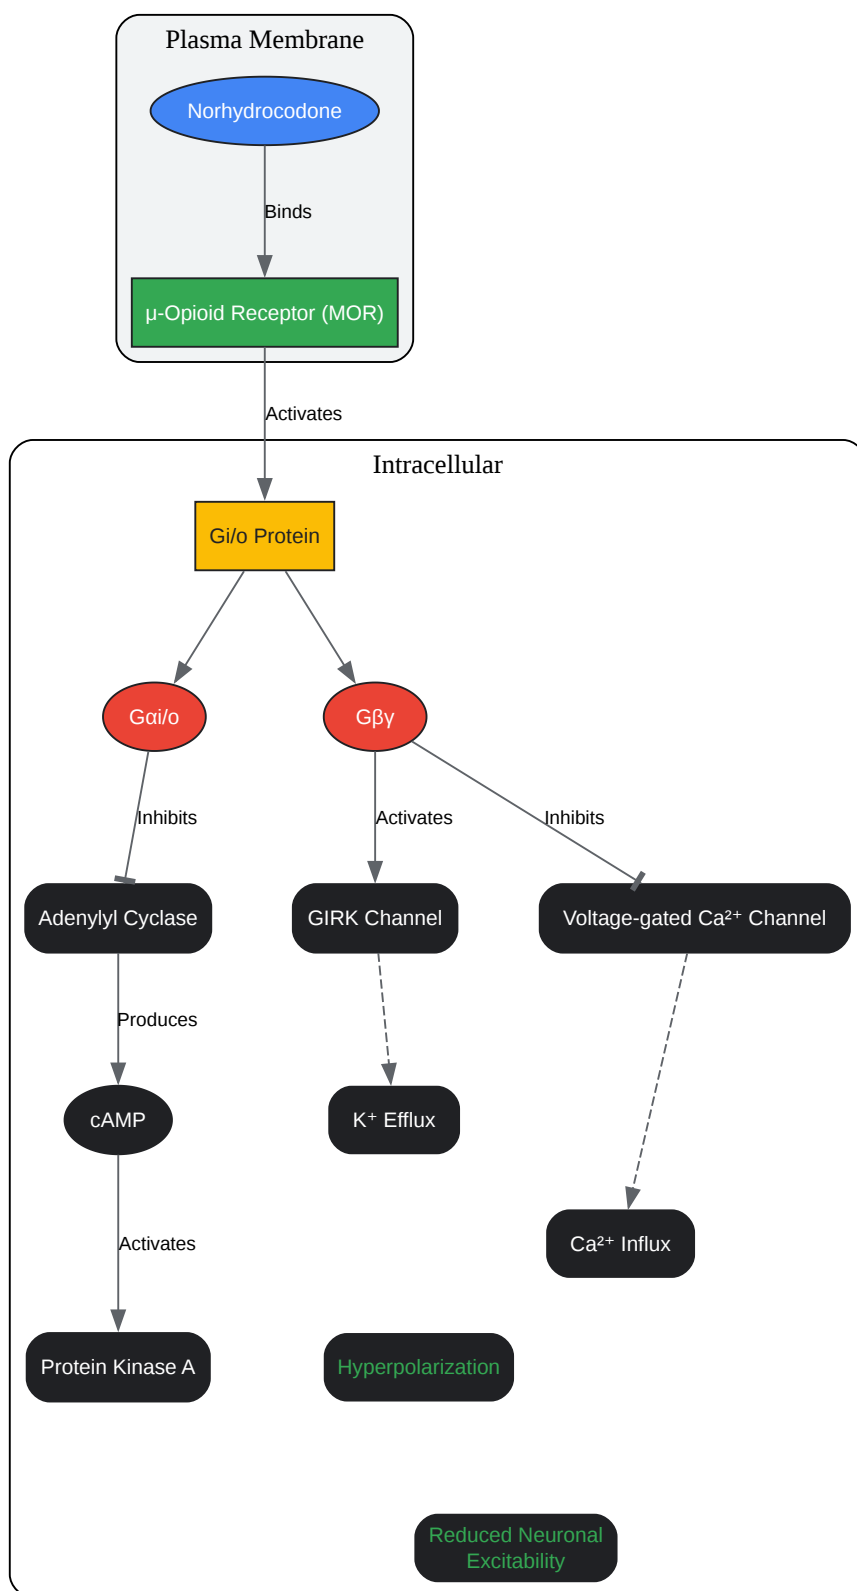 Plasma Membrane
Norhydrocodone
Binds
μ-Opioid Receptor (MOR)
Activates
Intracellular
Gi/o Protein
Gαi/o
Gβγ
Inhibits
Activates
Inhibits
Adenylyl Cyclase
GIRK Channel
Voltage-gated Ca²⁺ Channel
Produces
cAMP
K⁺ Efflux
Activates
Ca²⁺ Influx
Protein Kinase A
Hyperpolarization
Reduced Neuronal
Excitability